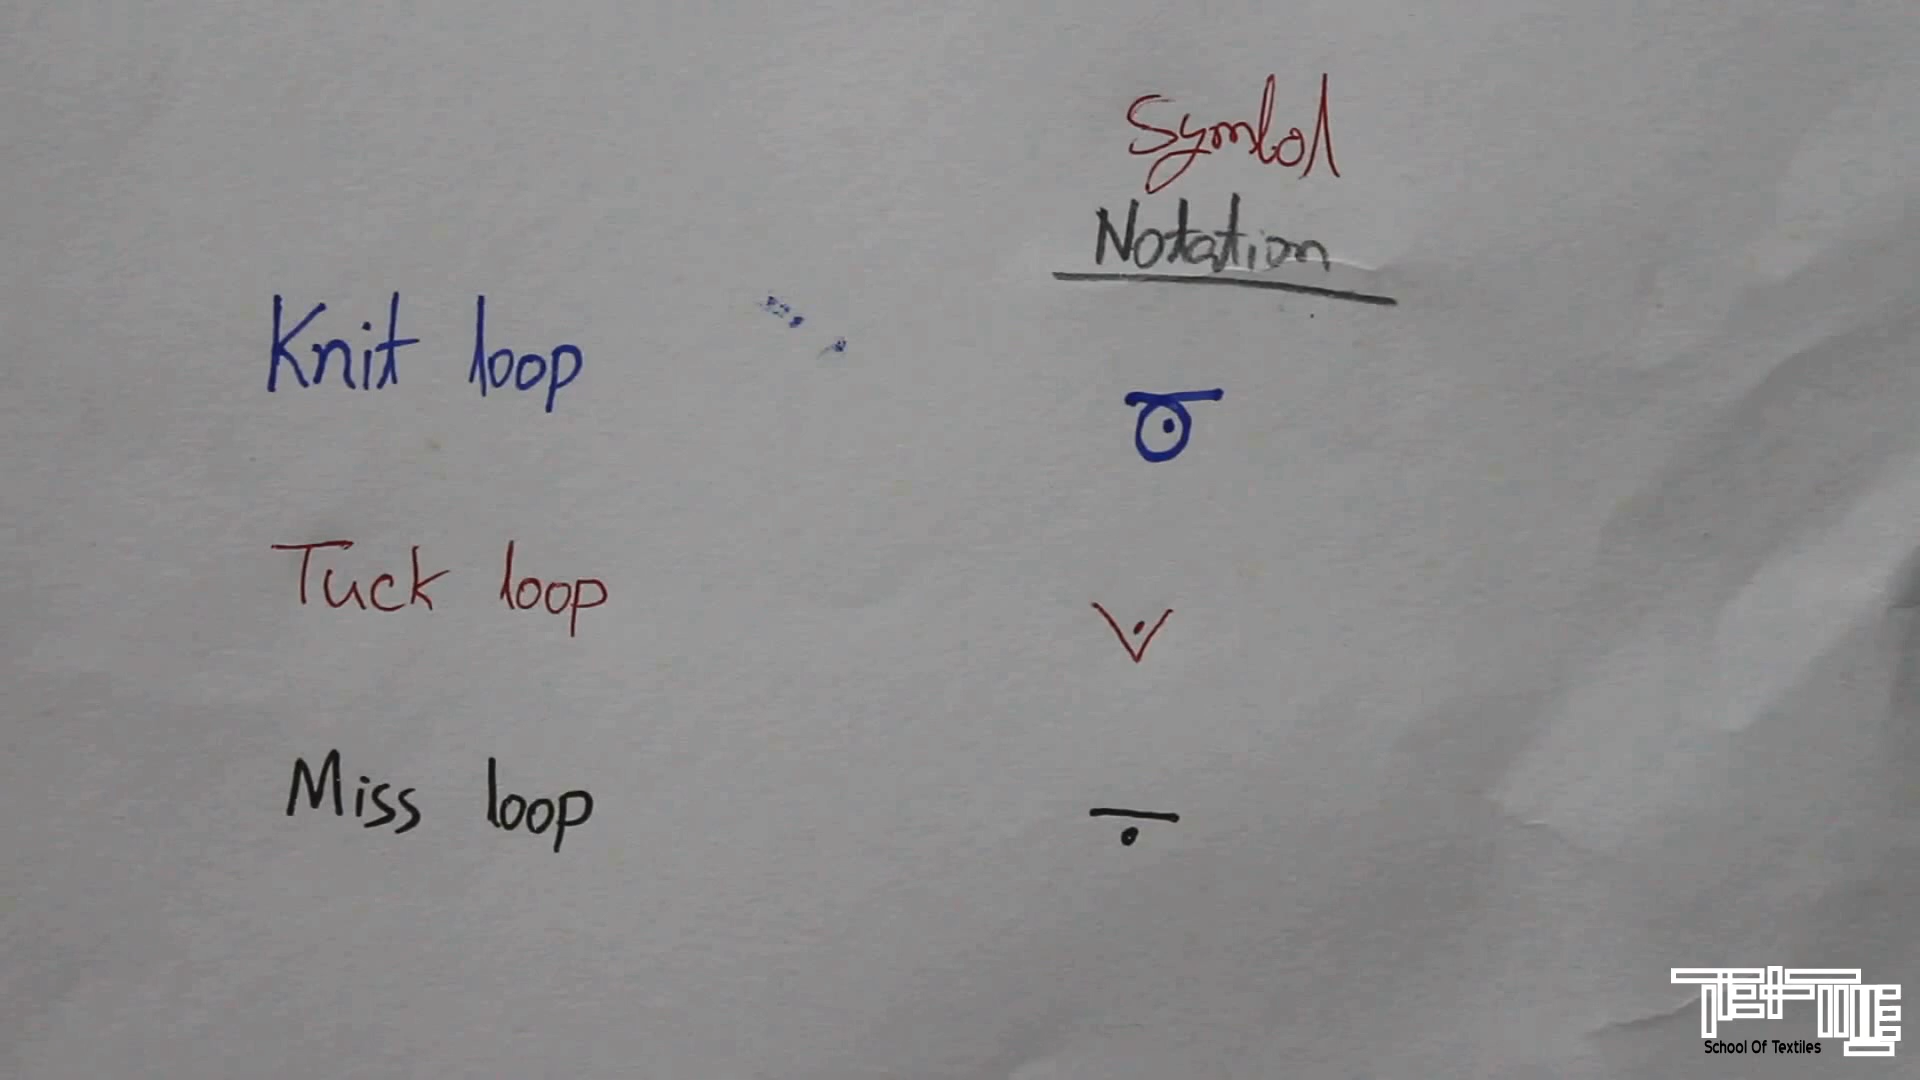 Symbol
Notation
Knit loop
Tuck loop
Miss loop
School Of Textiles